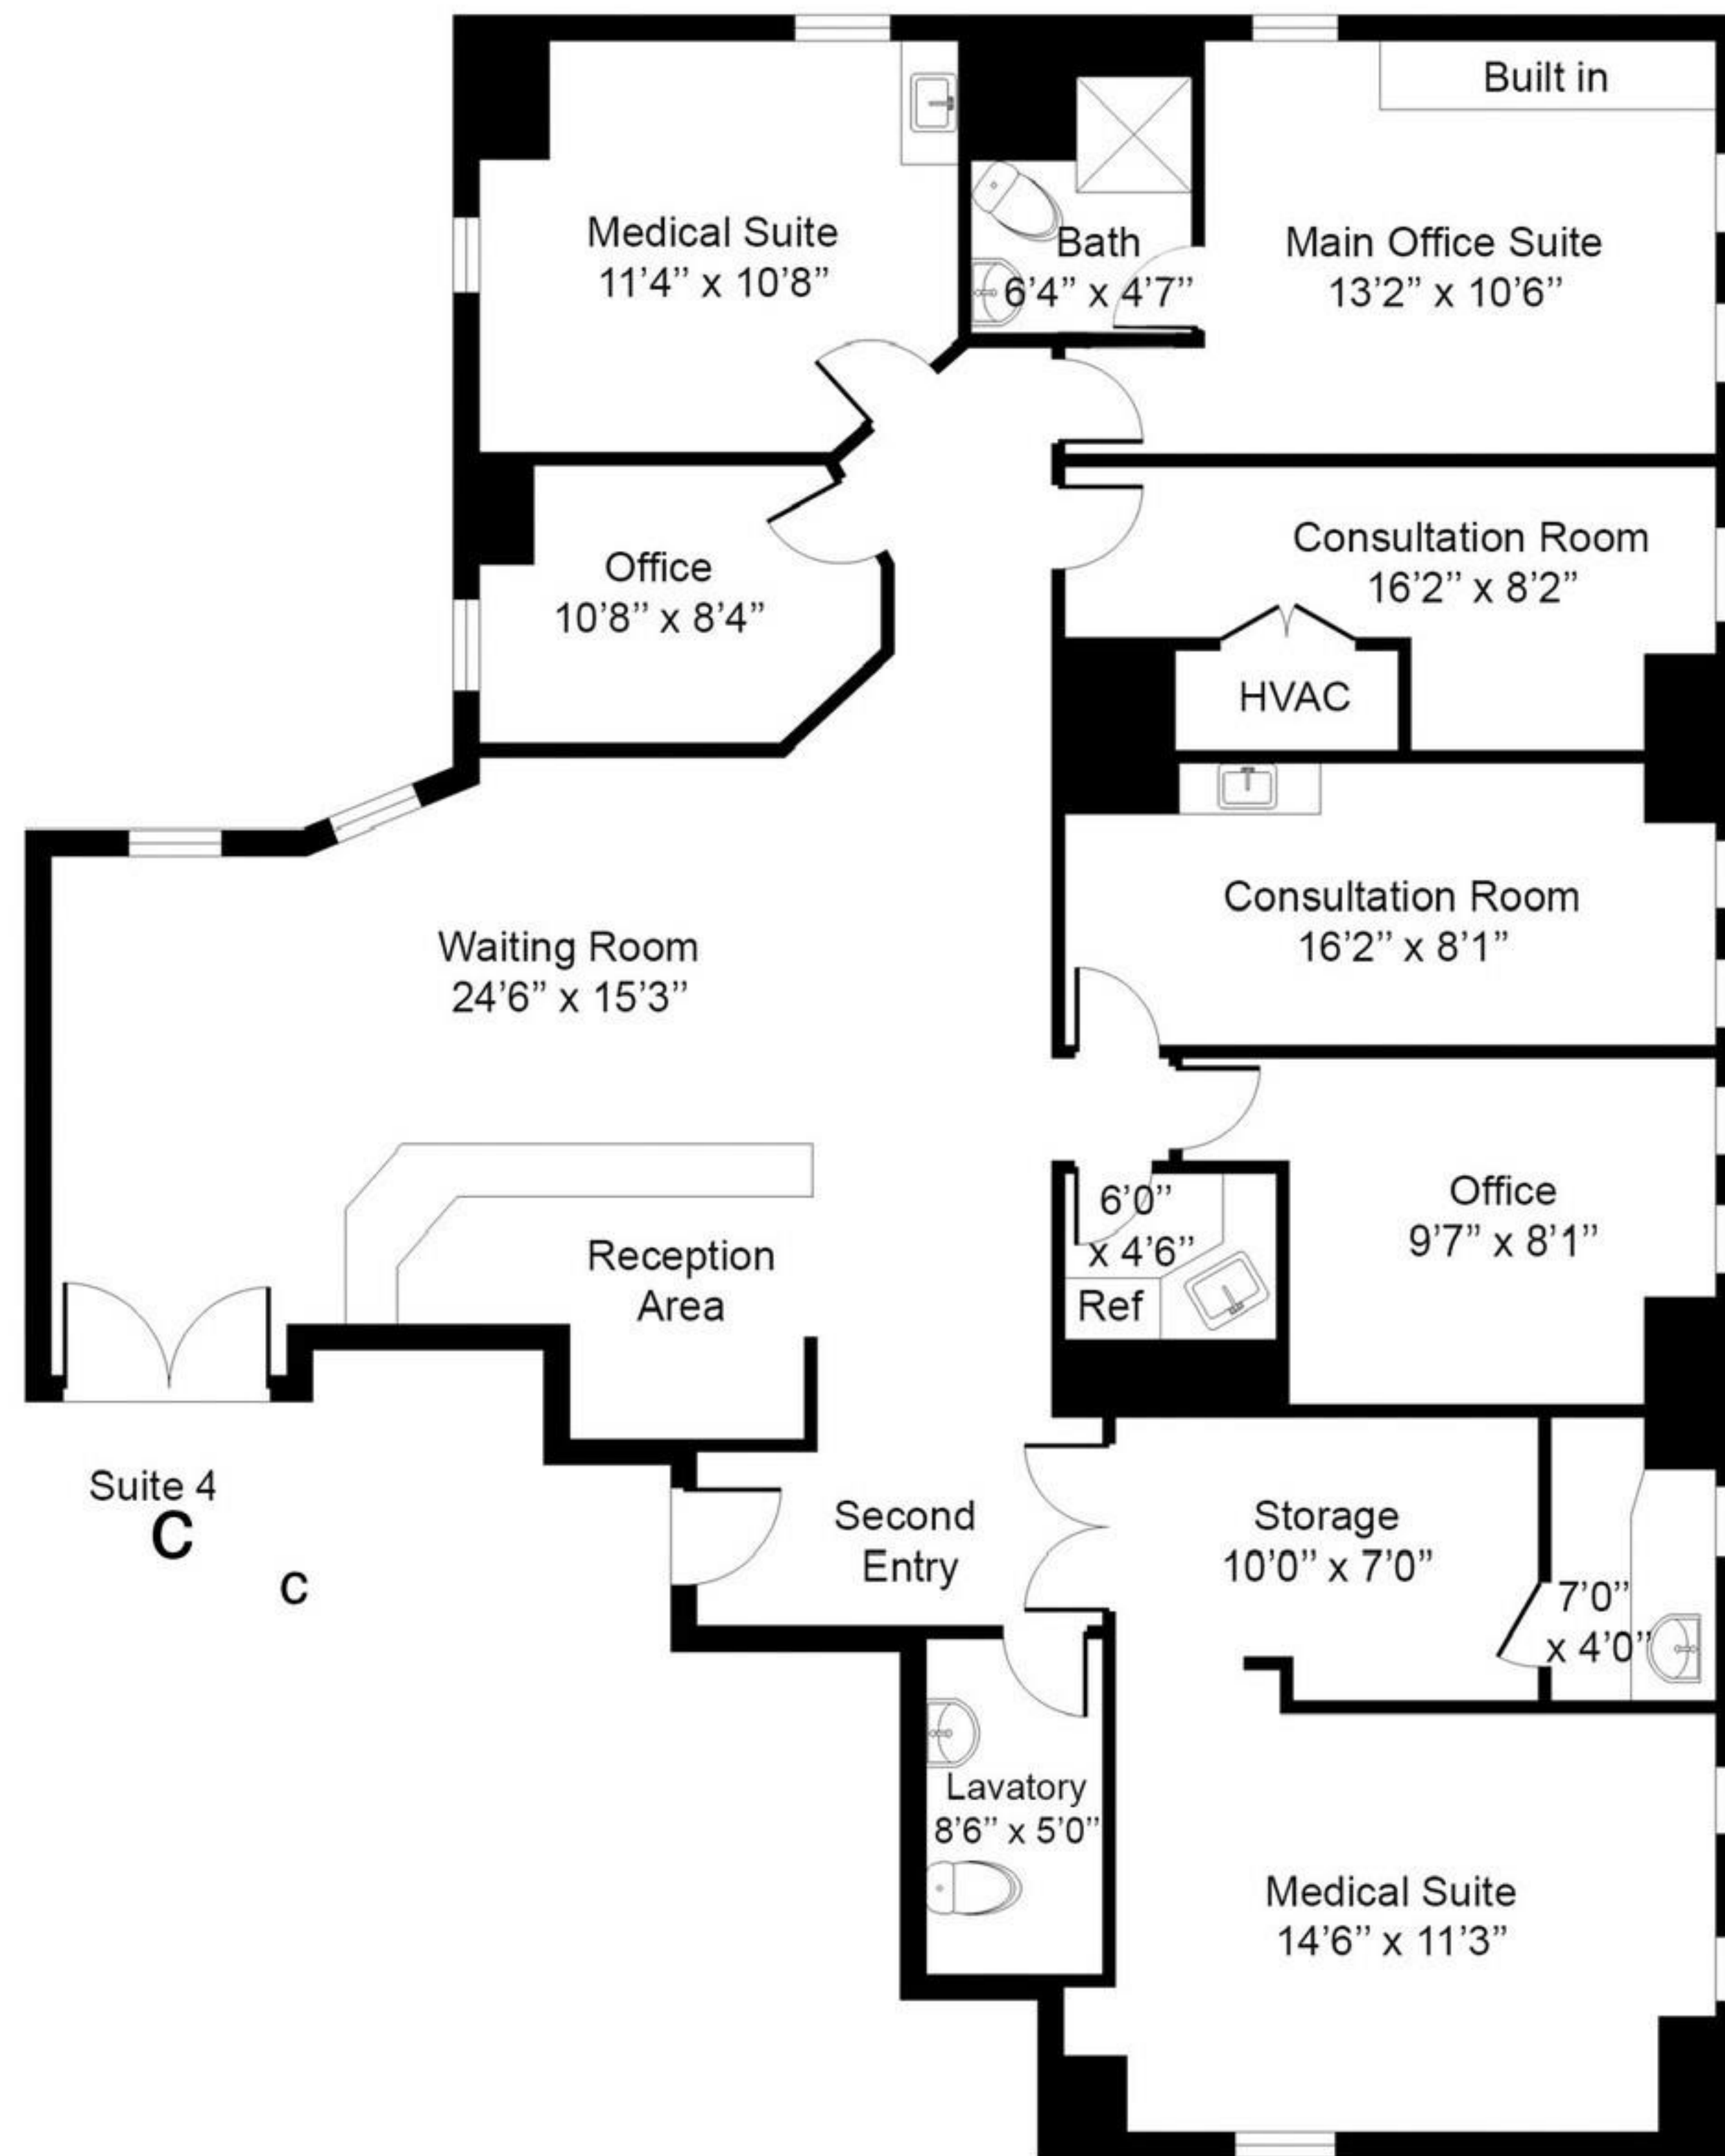 Built in
Medical Suite
11'4” x 10'8”
Bath
6'4” x 4'7”
Main Office Suite
13'2” x 10'6”
Office
10'8” x 8'4”
Consultation Room
16'2” x 8'2”
HVAC
Consultation Room
16'2” x 8'1”
Waiting Room
24'6” x 15'3”
6'0”
x 4'6”
Ref
Office
9'7” x 8'1”
Reception
Area
Suite 4
C
c
Second
Entry
Storage
10'0” x 7'0”
7'0”
x 4'0”
Lavatory
8'6” x 5'0”
Medical Suite
14'6” x 11'3”